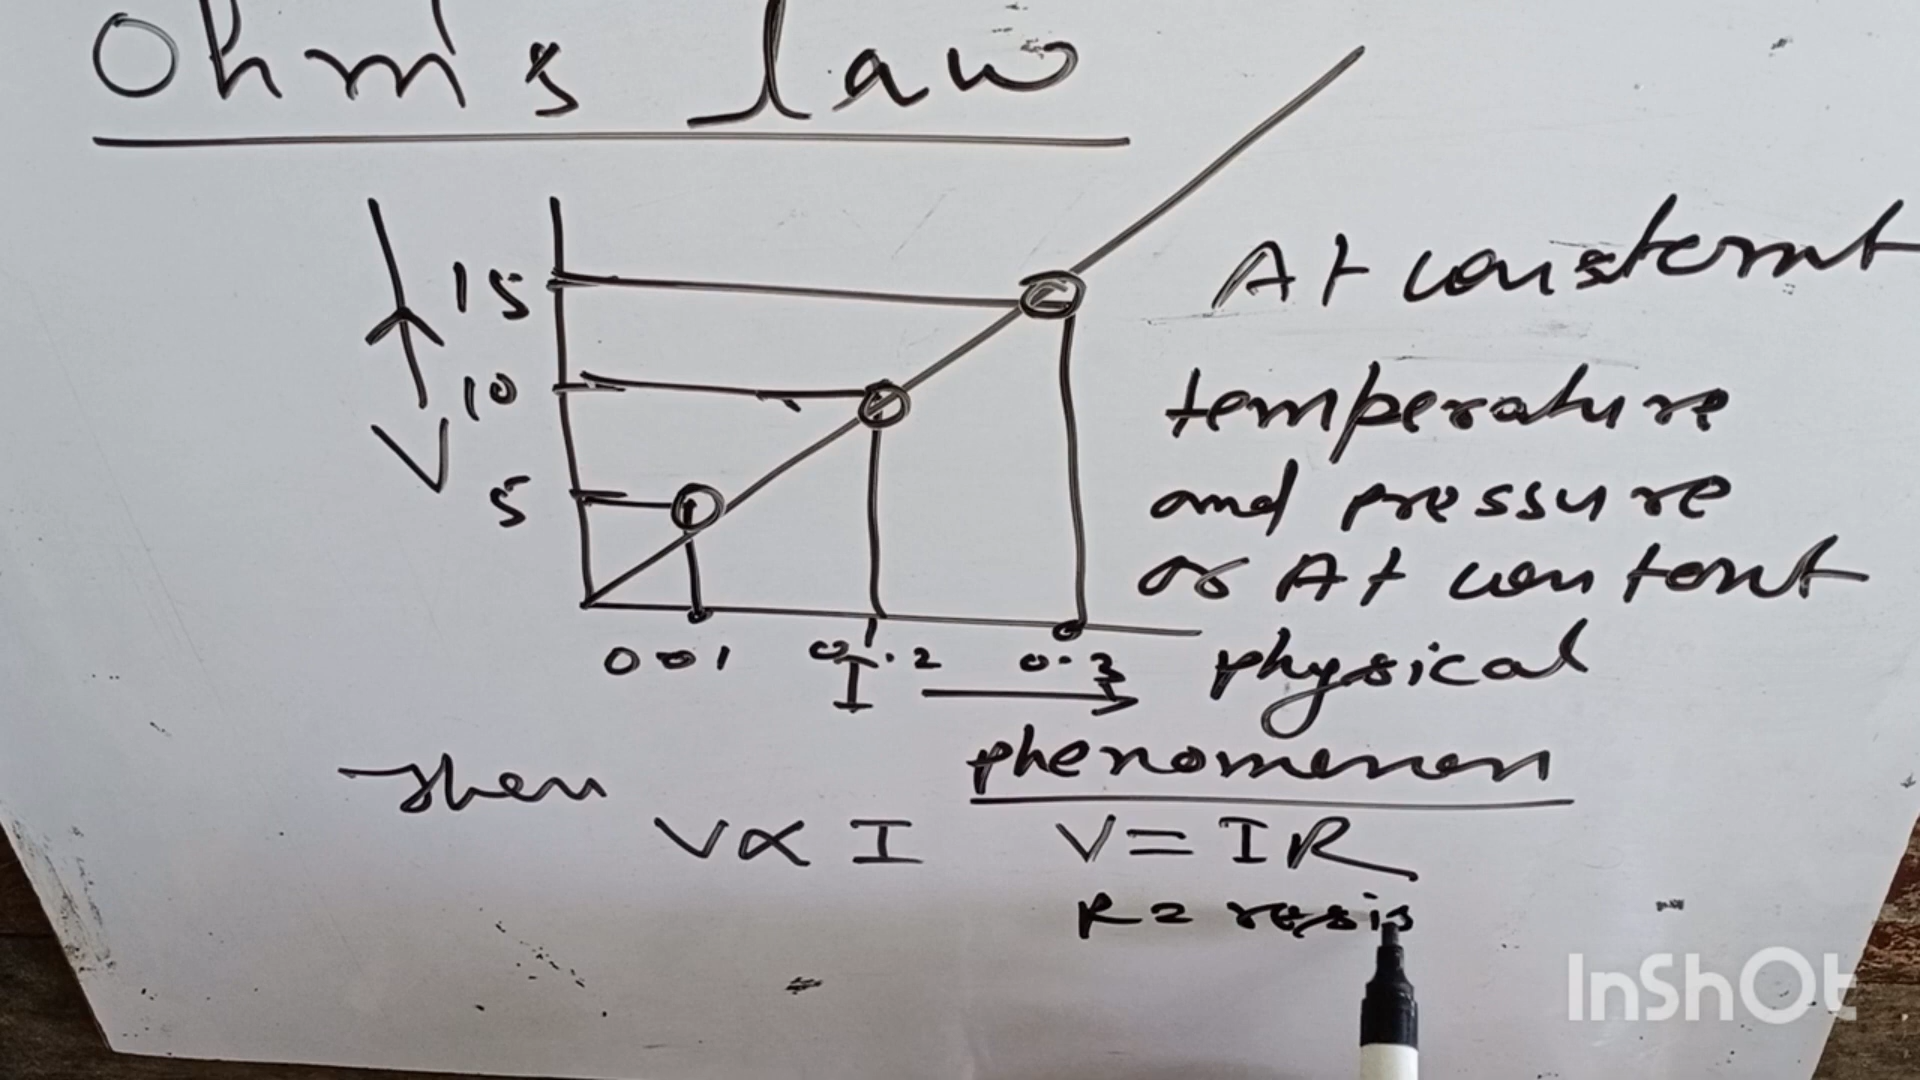 Ohm's law
15
10
V
5
0.01 0.2 0.3
I
At constant
temperature
and pressure
or At contant
physical
phenomenon
then
V ∝ I V = IR
R = resis
InShOt